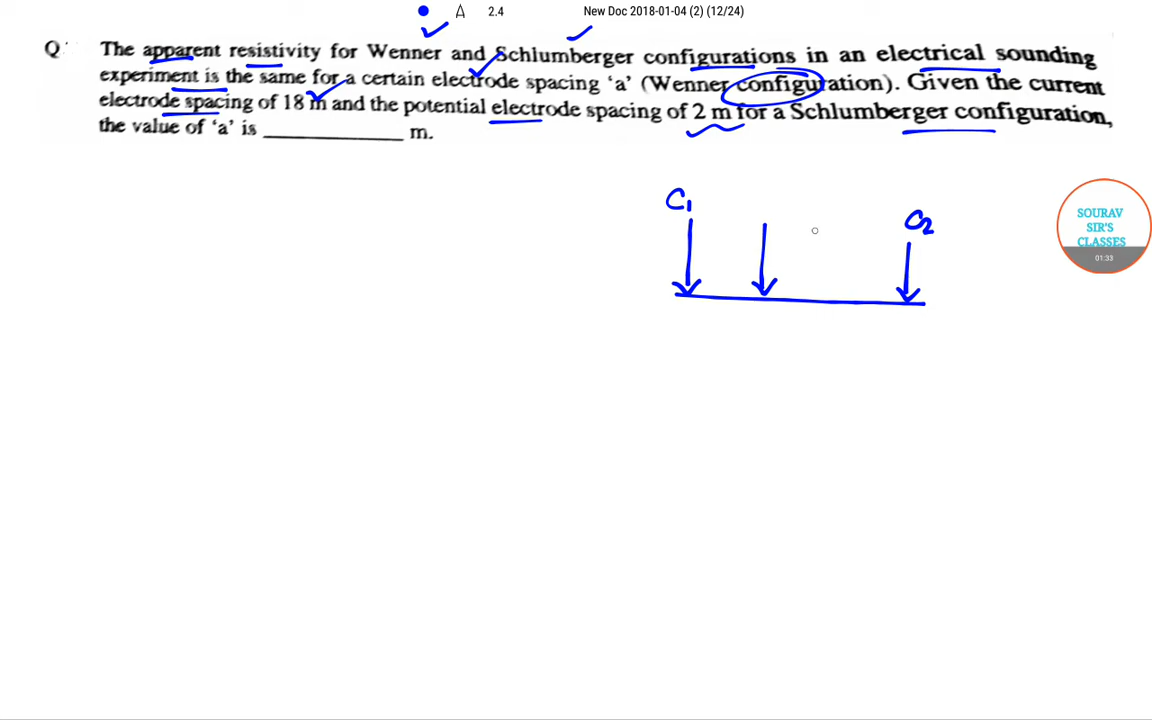 2.4
New Doc 2018-01-04 (2) (12/24)
Q. The apparent resistivity for Wenner and Schlumberger configurations in an electrical sounding
experiment is the same for a certain electrode spacing ‘a’ (Wenner configuration). Given the current
electrode spacing of 18 m and the potential electrode spacing of 2 m for a Schlumberger configuration,
the value of ‘a’ is ____________ m.
C1
C2
SOURAV
SIR'S
CLASSES
01:33